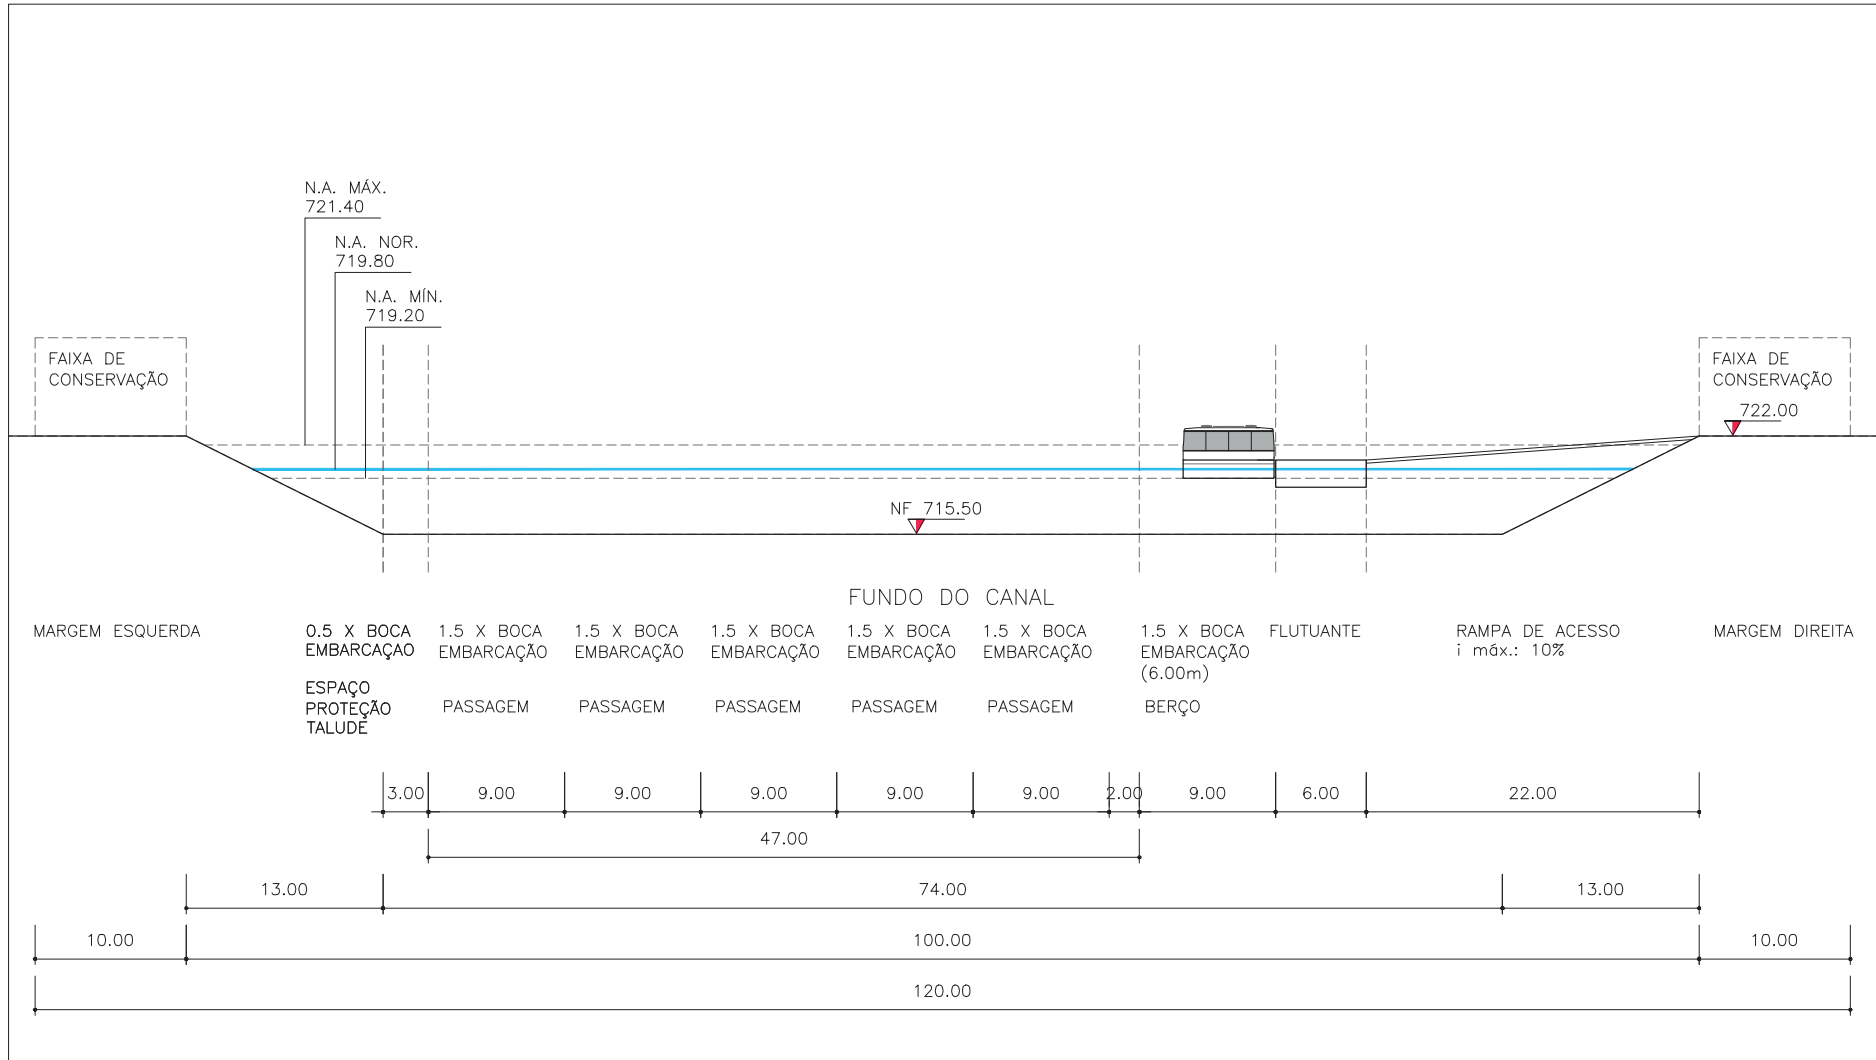 N.A. MÁX.
721.40
N.A. NOR.
719.80
N.A. MÍN.
719.20
FAIXA DE
CONSERVAÇÃO
FAIXA DE
CONSERVAÇÃO
722.00
NF 715.50
FUNDO DO CANAL
MARGEM ESQUERDA
0.5 X BOCA
EMBARCAÇAO
ESPAÇO
PROTEÇÃO
TALUDE
1.5 X BOCA
EMBARCAÇÃO
PASSAGEM
1.5 X BOCA
EMBARCAÇÃO
PASSAGEM
1.5 X BOCA
EMBARCAÇÃO
PASSAGEM
1.5 X BOCA
EMBARCAÇÃO
PASSAGEM
1.5 X BOCA
EMBARCAÇÃO
PASSAGEM
1.5 X BOCA
EMBARCAÇÃO
(6.00m)
BERÇO
FLUTUANTE
RAMPA DE ACESSO
i máx.: 10%
MARGEM DIREITA
3.00 9.00 9.00 9.00 9.00 9.00 2.00 9.00 6.00 22.00
47.00
13.00 74.00 13.00
10.00 100.00 10.00
120.00